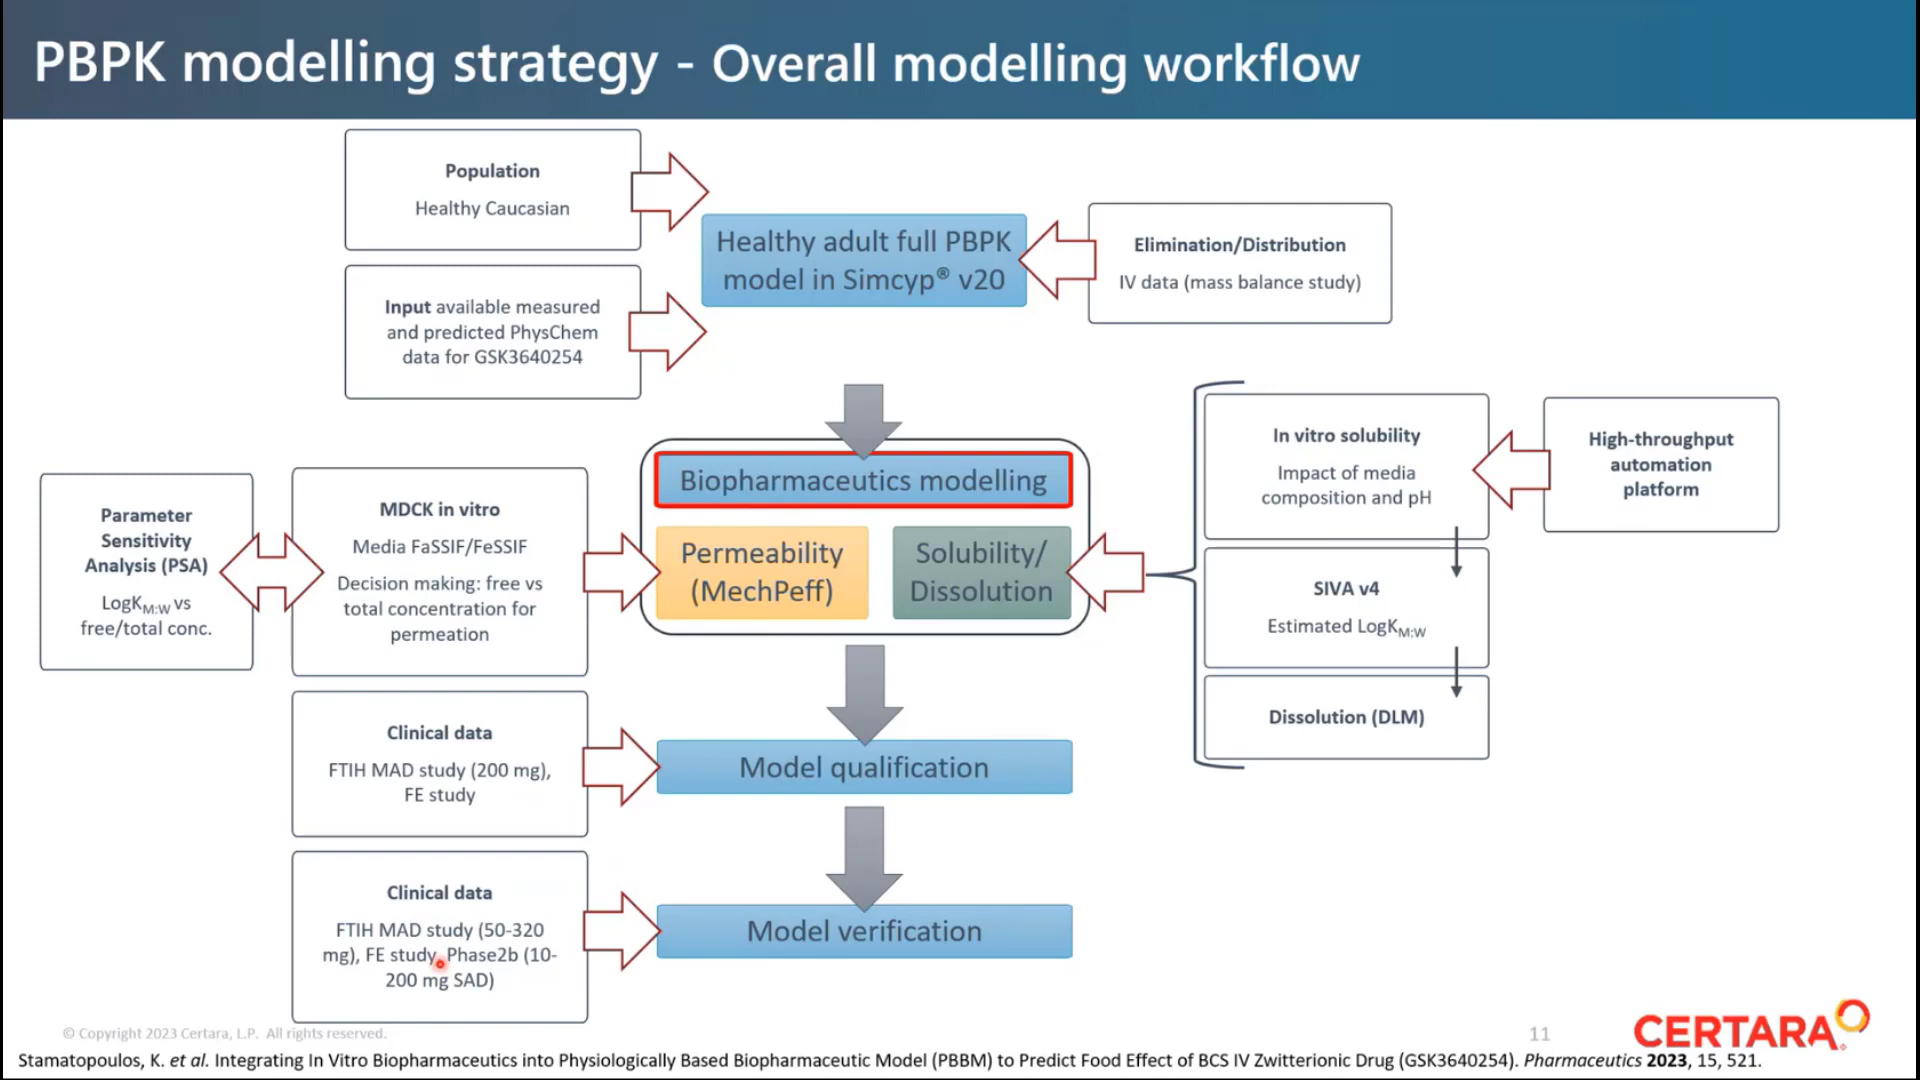 PBPK modelling strategy - Overall modelling workflow
Population
Healthy Caucasian
Input available measured
and predicted PhysChem
data for GSK3640254
Healthy adult full PBPK
model in Simcyp® v20
Elimination/Distribution
IV data (mass balance study)
Biopharmaceutics modelling
Permeability
(MechPeff)
Solubility/
Dissolution
Parameter
Sensitivity
Analysis (PSA)
LogKM:W vs
free/total conc.
MDCK in vitro
Media FaSSIF/FeSSIF
Decision making: free vs
total concentration for
permeation
In vitro solubility
Impact of media
composition and pH
High-throughput
automation
platform
SIVA v4
Estimated LogKM:W
Dissolution (DLM)
Clinical data
FTIH MAD study (200 mg),
FE study
Model qualification
Clinical data
FTIH MAD study (50-320
mg), FE study, Phase2b (10-
200 mg SAD)
Model verification
© Copyright 2023 Certara, L.P. All rights reserved.
11
CERTARA
Stamatopoulos, K. et al. Integrating In Vitro Biopharmaceutics into Physiologically Based Biopharmaceutic Model (PBBM) to Predict Food Effect of BCS IV Zwitterionic Drug (GSK3640254). Pharmaceutics 2023, 15, 521.